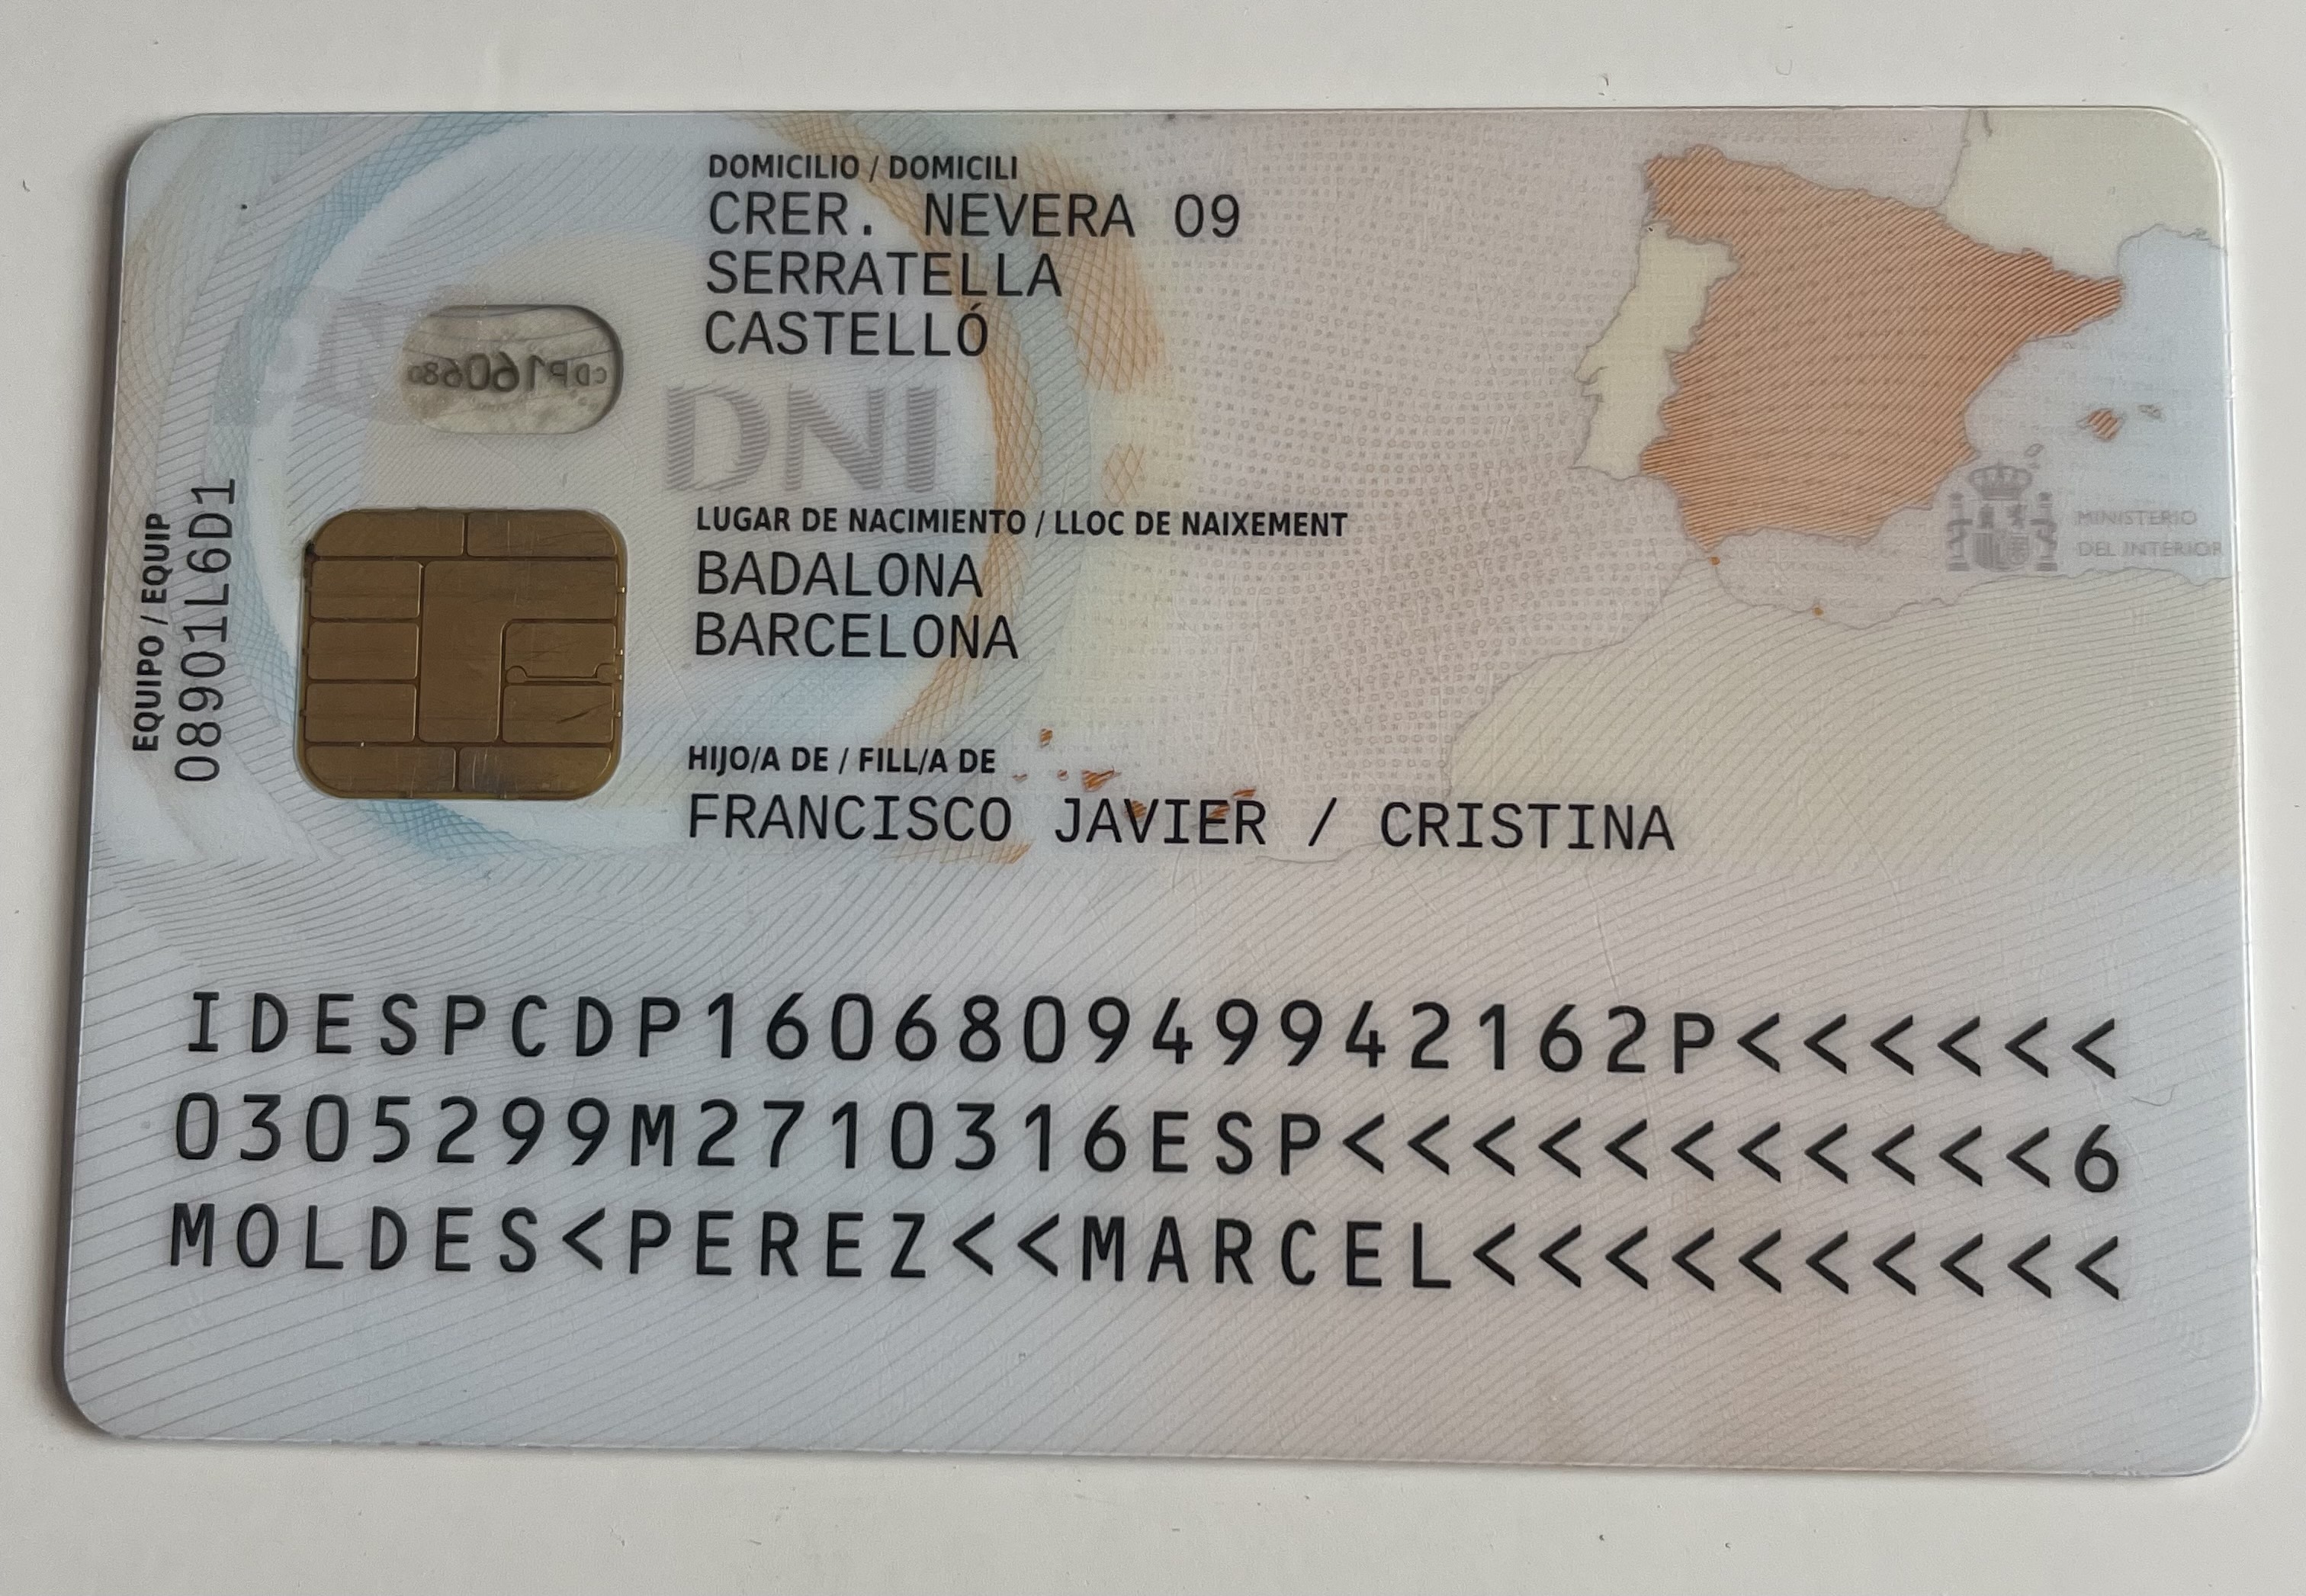 DOMICILIO / DOMICILI
CRER. NEVERA 09
SERRATELLA
CASTELLÓ
CDP160680
DNI
LUGAR DE NACIMIENTO / LLOC DE NAIXEMENT
BADALONA
BARCELONA
MINISTERIO
DEL INTERIOR
EQUIPO / EQUIP
08901L6D1
HIJO/A DE / FILL/A DE
FRANCISCO JAVIER / CRISTINA
IDESPCDP160680949942162P<<<<<<
0305299M2710316ESP<<<<<<<<<<<6
MOLDES<PEREZ<<MARCEL<<<<<<<<<<